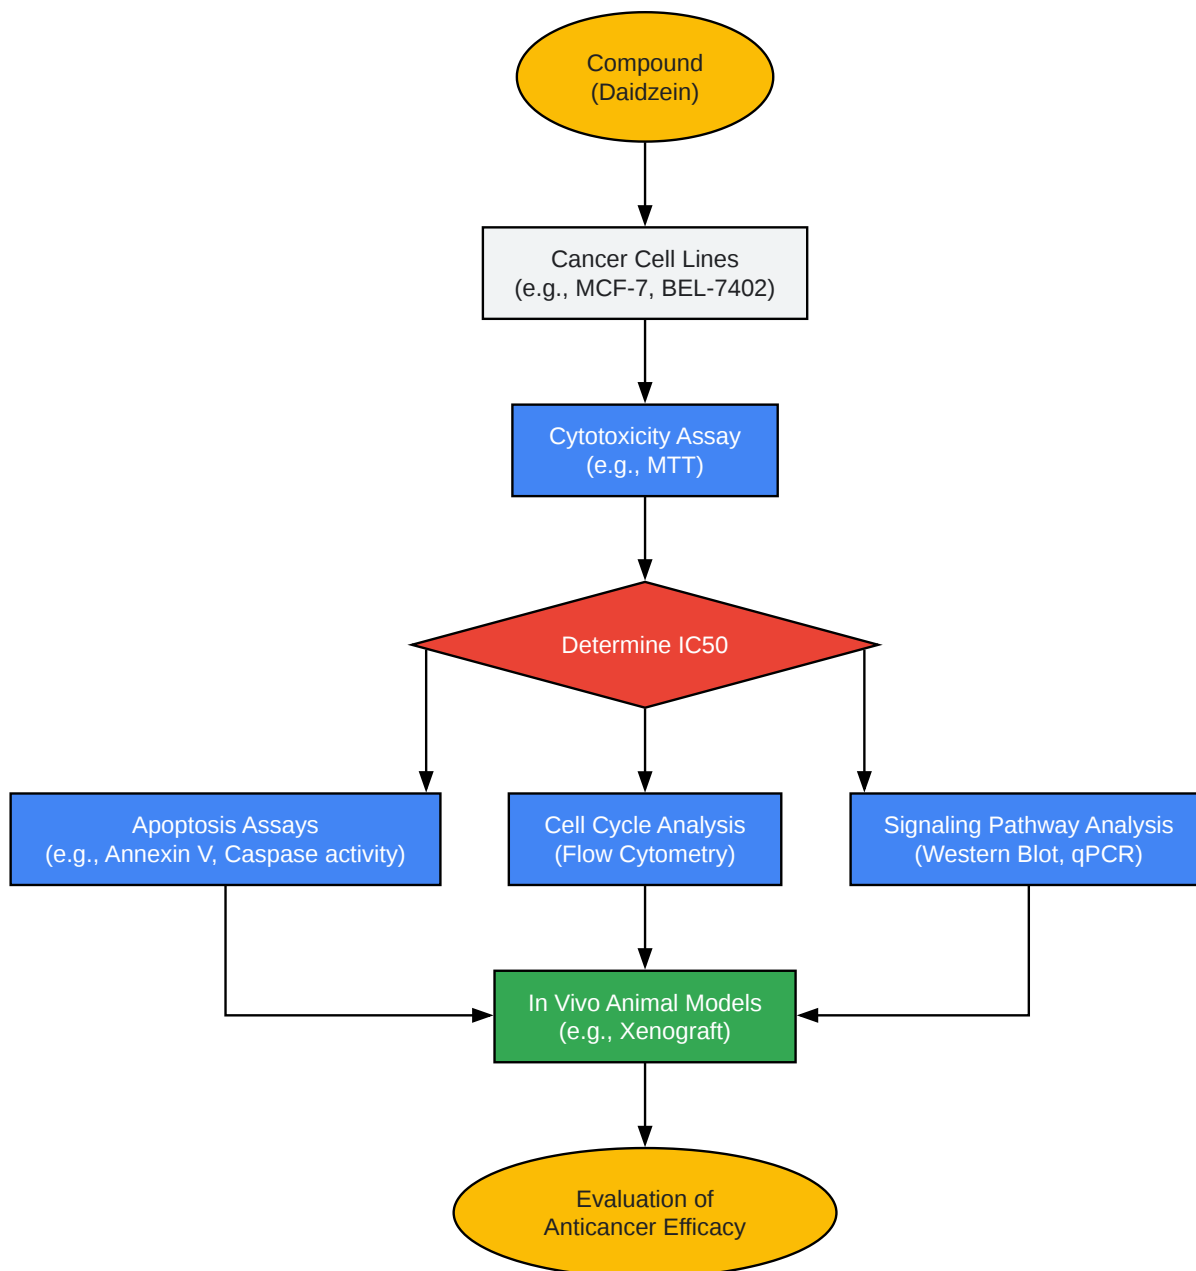 Compound
(Daidzein)
Cancer Cell Lines
(e.g., MCF-7, BEL-7402)
Cytotoxicity Assay
(e.g., MTT)
Determine IC50
Apoptosis Assays
(e.g., Annexin V, Caspase activity)
Cell Cycle Analysis
(Flow Cytometry)
Signaling Pathway Analysis
(Western Blot, qPCR)
In Vivo Animal Models
(e.g., Xenograft)
Evaluation of
Anticancer Efficacy